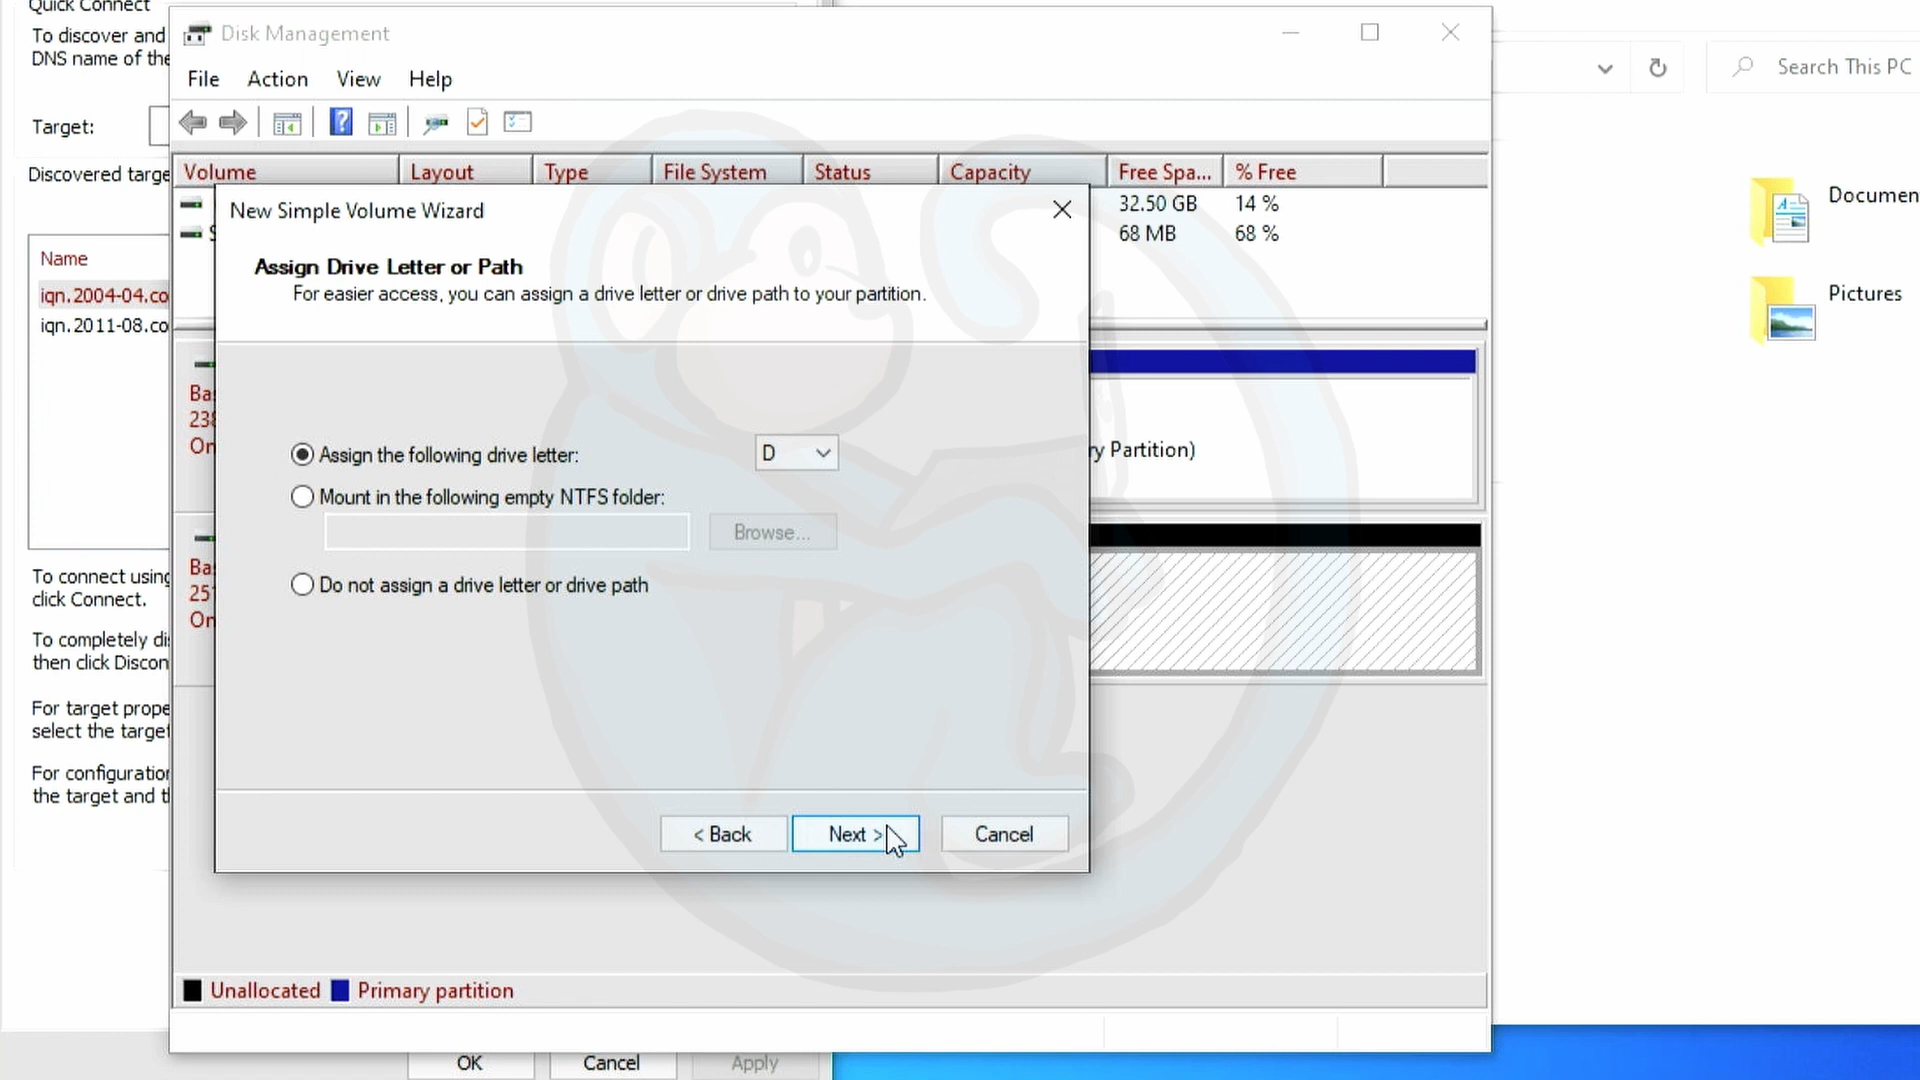 Quick Connect
To discover and
DNS name of the
Target:
Discovered targe
Name
iqn.2004-04.co
iqn.2011-08.co
To connect using
click Connect.
To completely di
then click Discon
For target prope
select the target
For configuration
the target and t
OK
Cancel
Apply
Disk Management
File
Action
View
Help
Volume
Layout
Type
File System
Status
Capacity
Free Spa...
% Free
32.50 GB
14 %
S
68 MB
68 %
Bas
238
On
ry Partition)
Bas
251
On
Unallocated
Primary partition
New Simple Volume Wizard
Assign Drive Letter or Path
For easier access, you can assign a drive letter or drive path to your partition.
Assign the following drive letter:
D
Mount in the following empty NTFS folder:
Browse...
Do not assign a drive letter or drive path
< Back
Next >
Cancel
Search This PC
Documen
Pictures